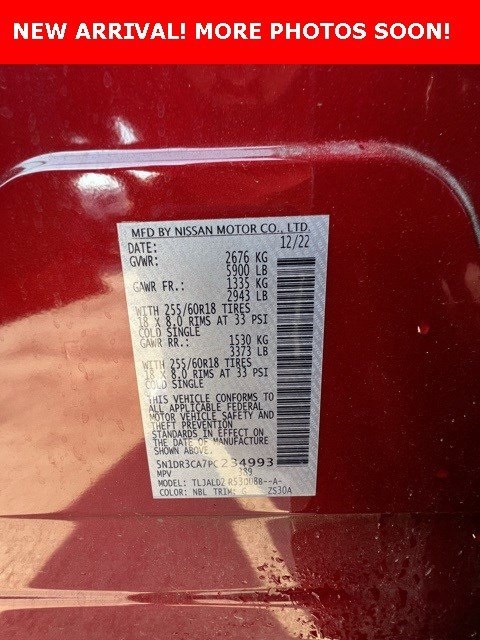 NEW ARRIVAL! MORE PHOTOS SOON!
MFD BY NISSAN MOTOR CO., LTD.
DATE: 12/22
GVWR: 2676 KG
5900 LB
GAWR FR.: 1335 KG
2943 LB
WITH 255/60R18 TIRES
18 X 8.0 RIMS AT 33 PSI
COLD SINGLE
GAWR RR.: 1530 KG
3373 LB
WITH 255/60R18 TIRES
18 X 8.0 RIMS AT 33 PSI
COLD SINGLE
THIS VEHICLE CONFORMS TO
ALL APPLICABLE FEDERAL
MOTOR VEHICLE SAFETY AND
THEFT PREVENTION
STANDARDS IN EFFECT ON
THE DATE OF MANUFACTURE
SHOWN ABOVE.
5N1DR3CA7PC234993
MPV 389
MODEL:
COLOR: NBL TRIM: G ZS30A